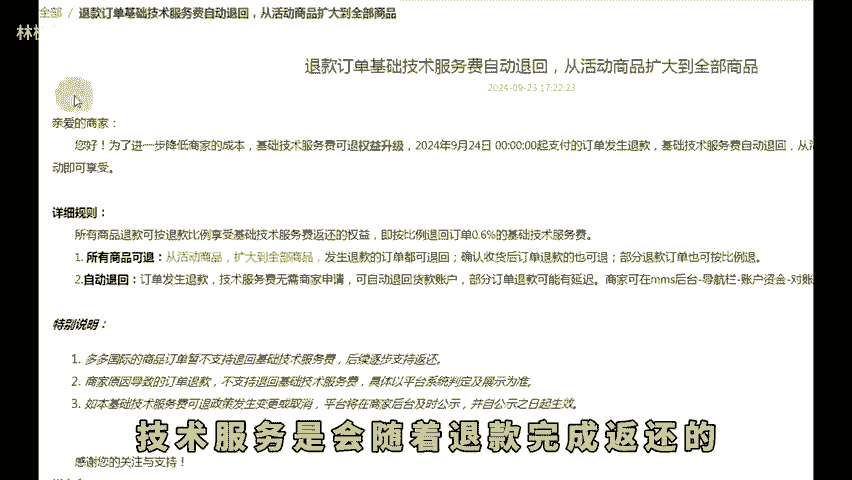 全部 / 退款订单基础技术服务费自动退回，从活动商品扩大到全部商品
林
退款订单基础技术服务费自动退回，从活动商品扩大到全部商品
2024-09-23 17:22:23
亲爱的商家：
您好！为了进一步降低商家的成本，基础技术服务费可退权益升级，2024年9月24日 00:00:00起支付的订单发生退款，基础技术服务费自动退回，从活
动即可享受。
详细规则：
所有商品退款可按退款比例享受基础技术服务费返还的权益，即按比例退回订单0.6%的基础技术服务费。
1. 所有商品可退：从活动商品，扩大到全部商品，发生退款的订单都可退回；确认收货后订单退款的也可退；部分退款订单也可按比例退。
2.自动退回：订单发生退款，技术服务费无需商家申请，可自动退回货款账户，部分订单退款可能有延迟。商家可在mms后台-导航栏-账户资金-对账
特别说明：
1. 多多国际的商品订单暂不支持退回基础技术服务费，后续逐步支持返还。
2. 商家原因导致的订单退款，不支持退回基础技术服务费，具体以平台系统判定及展示为准。
3. 如本基础技术服务费可退政策发生变更或取消，平台将在商家后台及时公示，并自公示之日起生效。
技术服务是会随着退款完成返还的
感谢您的关注与支持！